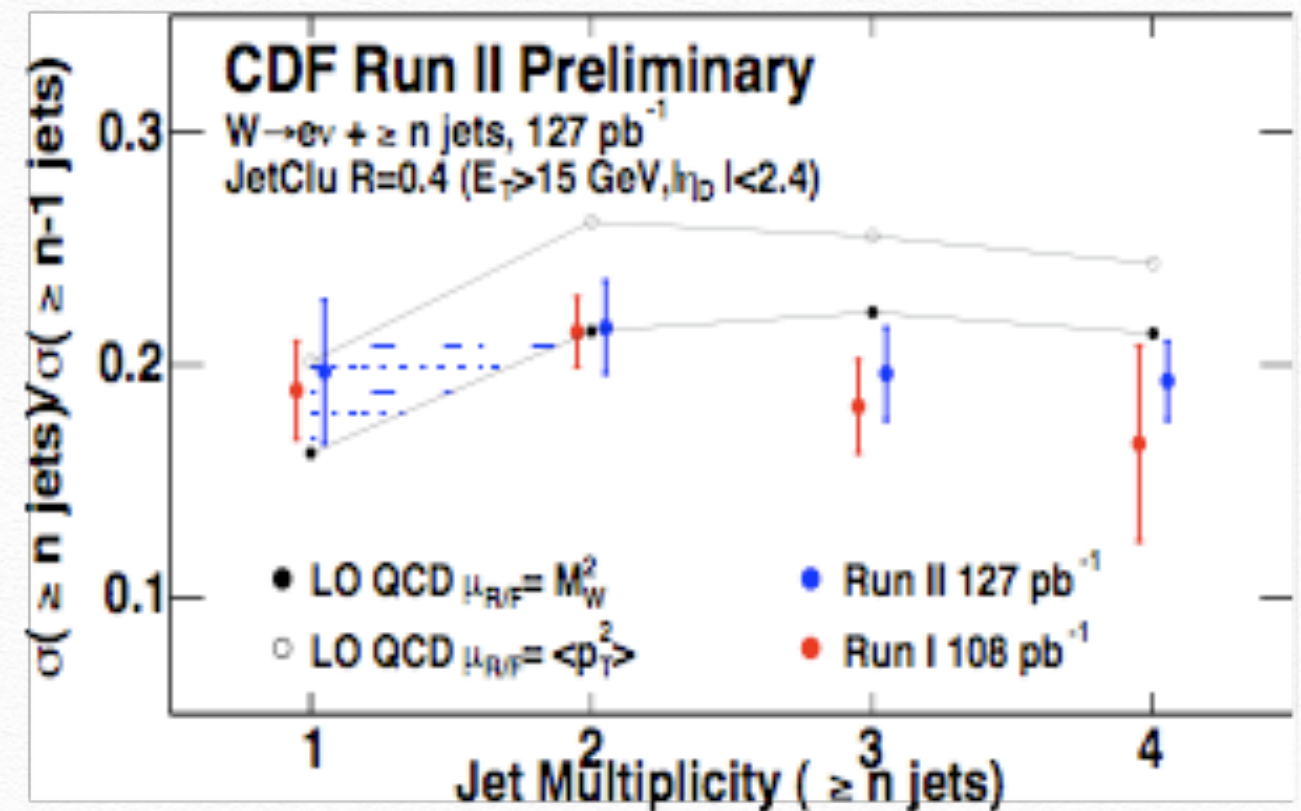 CDF Run II Preliminary
W→eν + ≥ n jets, 127 pb⁻¹
JetClu R=0.4 (E_T>15 GeV,|η_D|<2.4)
σ( ≥ n jets)/σ( ≥ n-1 jets)
0.3
0.2
0.1
● LO QCD μ_R/F= M²_W
○ LO QCD μ_R/F= <p²_T>
● Run II 127 pb⁻¹
● Run I 108 pb⁻¹
1 2 3 4
Jet Multiplicity ( ≥ n jets)